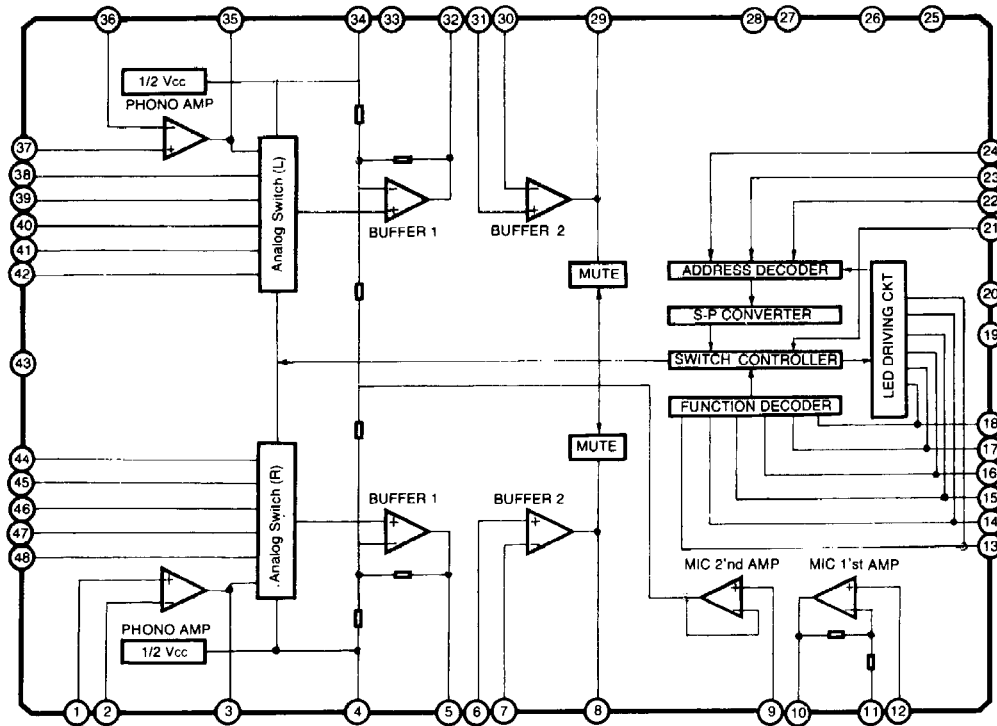 36 35 34 33 32 31 30 29 28 27 26 25
1/2 Vcc
PHONO AMP
37
38
39
40
41
42
43
44
45
46
47
48
Analog Switch (L)
BUFFER 1
BUFFER 2
MUTE
24
23
22
21
20
19
18
17
16
15
14
13
ADDRESS DECODER
S-P CONVERTER
SWITCH CONTROLLER
FUNCTION DECODER
LED DRIVING CKT
MUTE
Analog Switch (R)
BUFFER 1
BUFFER 2
MIC 2'nd AMP
MIC 1'st AMP
PHONO AMP
1/2 Vcc
1 2 3 4 5 6 7 8 9 10 11 12